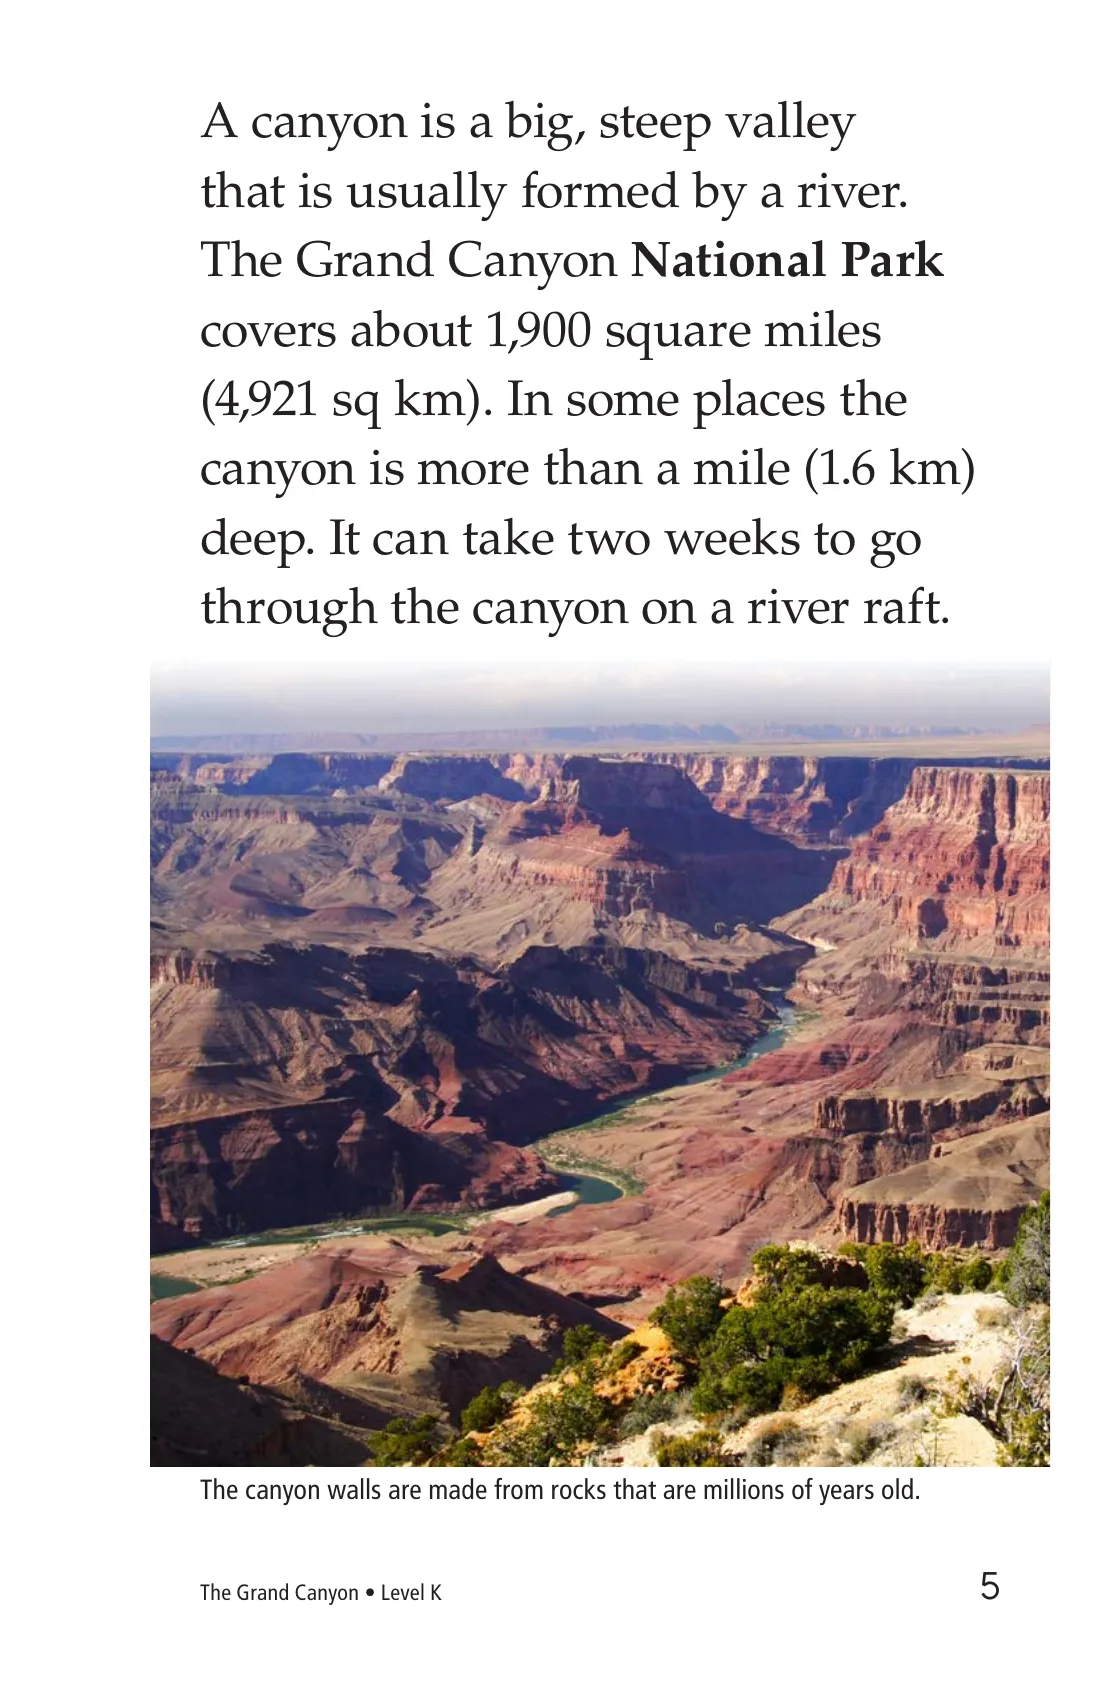 A canyon is a big, steep valley
that is usually formed by a river.
The Grand Canyon National Park
covers about 1,900 square miles
(4,921 sq km). In some places the
canyon is more than a mile (1.6 km)
deep. It can take two weeks to go
through the canyon on a river raft.
The canyon walls are made from rocks that are millions of years old.
The Grand Canyon • Level K
5